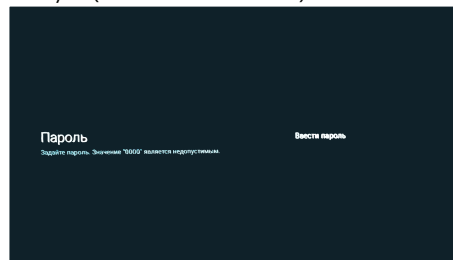 Пароль
Ввести пароль
Задайте пароль. Значение "0000" является недопустимым.